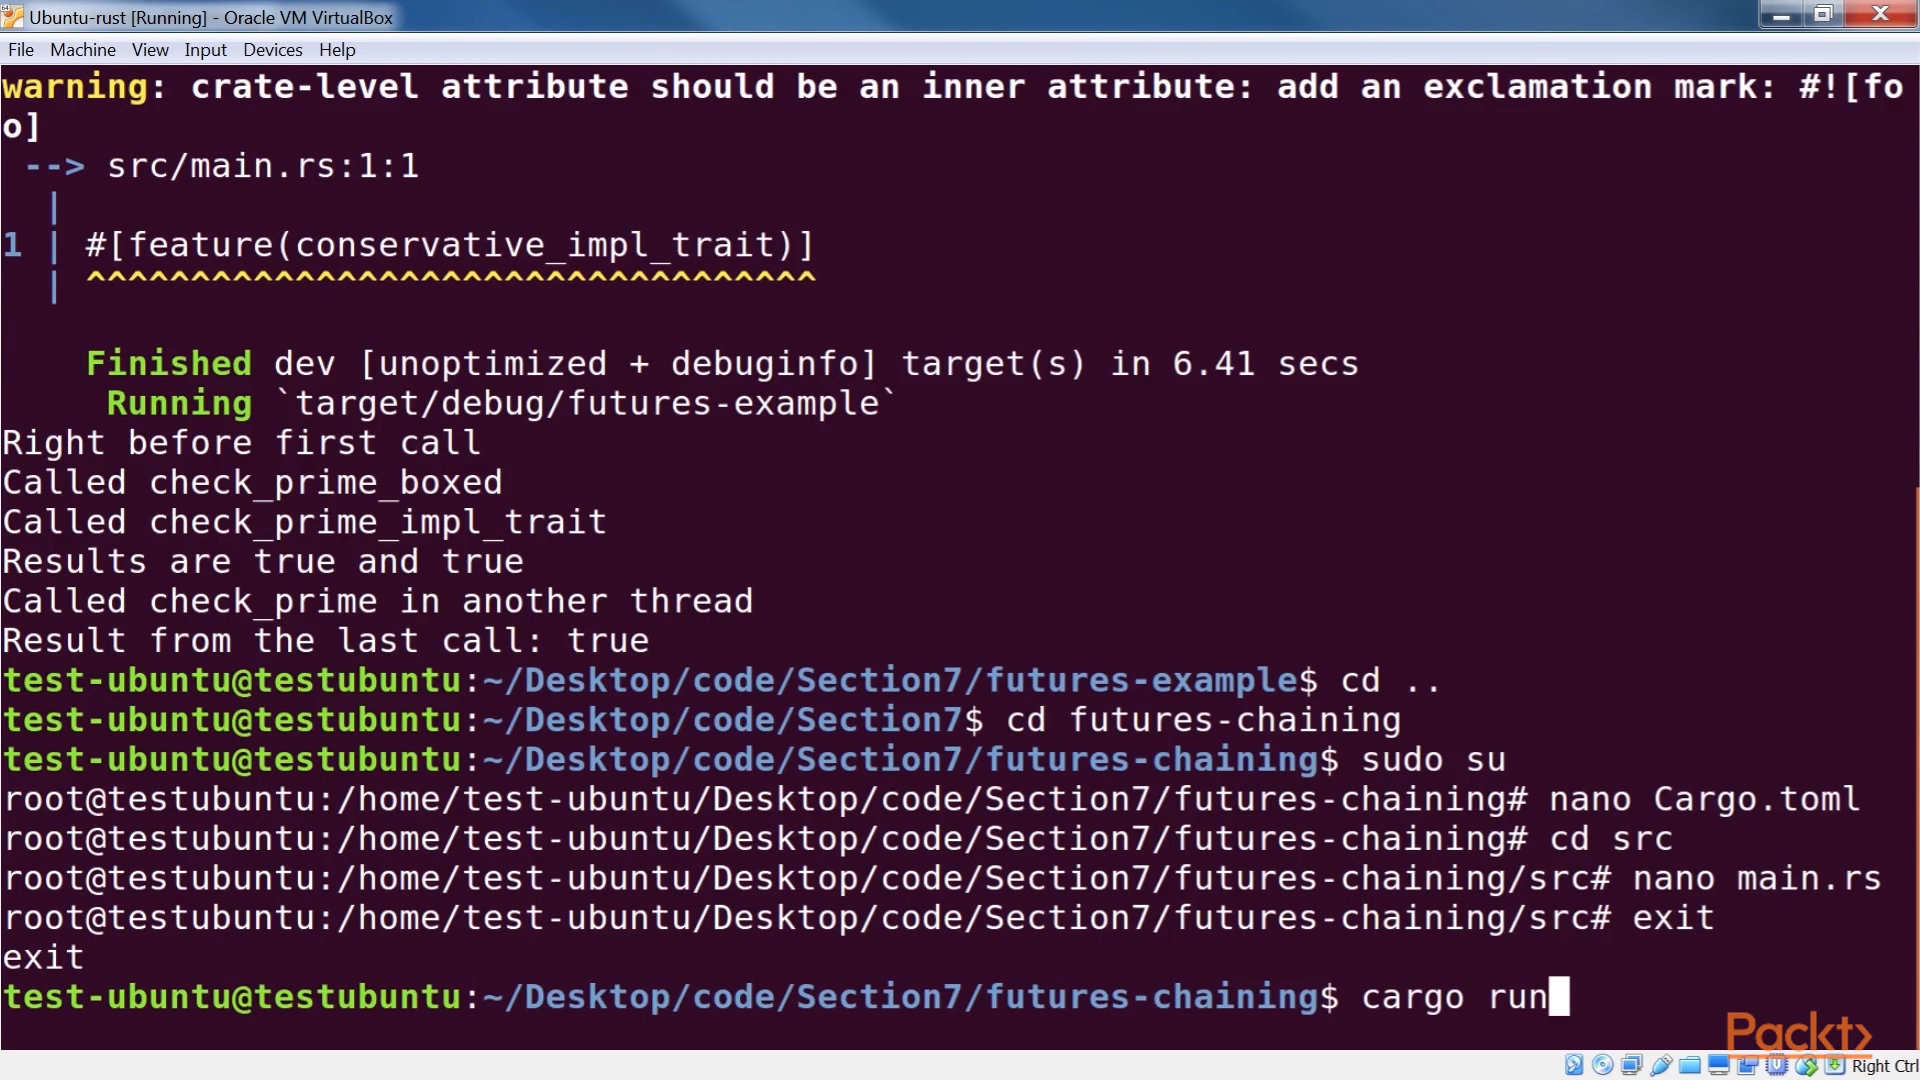 Ubuntu-rust [Running] - Oracle VM VirtualBox
File Machine View Input Devices Help
warning: crate-level attribute should be an inner attribute: add an exclamation mark: #![fo
o]
--> src/main.rs:1:1
|
1 | #[feature(conservative_impl_trait)]
| ^^^^^^^^^^^^^^^^^^^^^^^^^^^^^^^^^^^
Finished dev [unoptimized + debuginfo] target(s) in 6.41 secs
Running `target/debug/futures-example`
Right before first call
Called check_prime_boxed
Called check_prime_impl_trait
Results are true and true
Called check_prime in another thread
Result from the last call: true
test-ubuntu@testubuntu:~/Desktop/code/Section7/futures-example$ cd ..
test-ubuntu@testubuntu:~/Desktop/code/Section7$ cd futures-chaining
test-ubuntu@testubuntu:~/Desktop/code/Section7/futures-chaining$ sudo su
root@testubuntu:/home/test-ubuntu/Desktop/code/Section7/futures-chaining# nano Cargo.toml
root@testubuntu:/home/test-ubuntu/Desktop/code/Section7/futures-chaining# cd src
root@testubuntu:/home/test-ubuntu/Desktop/code/Section7/futures-chaining/src# nano main.rs
root@testubuntu:/home/test-ubuntu/Desktop/code/Section7/futures-chaining/src# exit
exit
test-ubuntu@testubuntu:~/Desktop/code/Section7/futures-chaining$ cargo run
Packt>
Right Ctrl